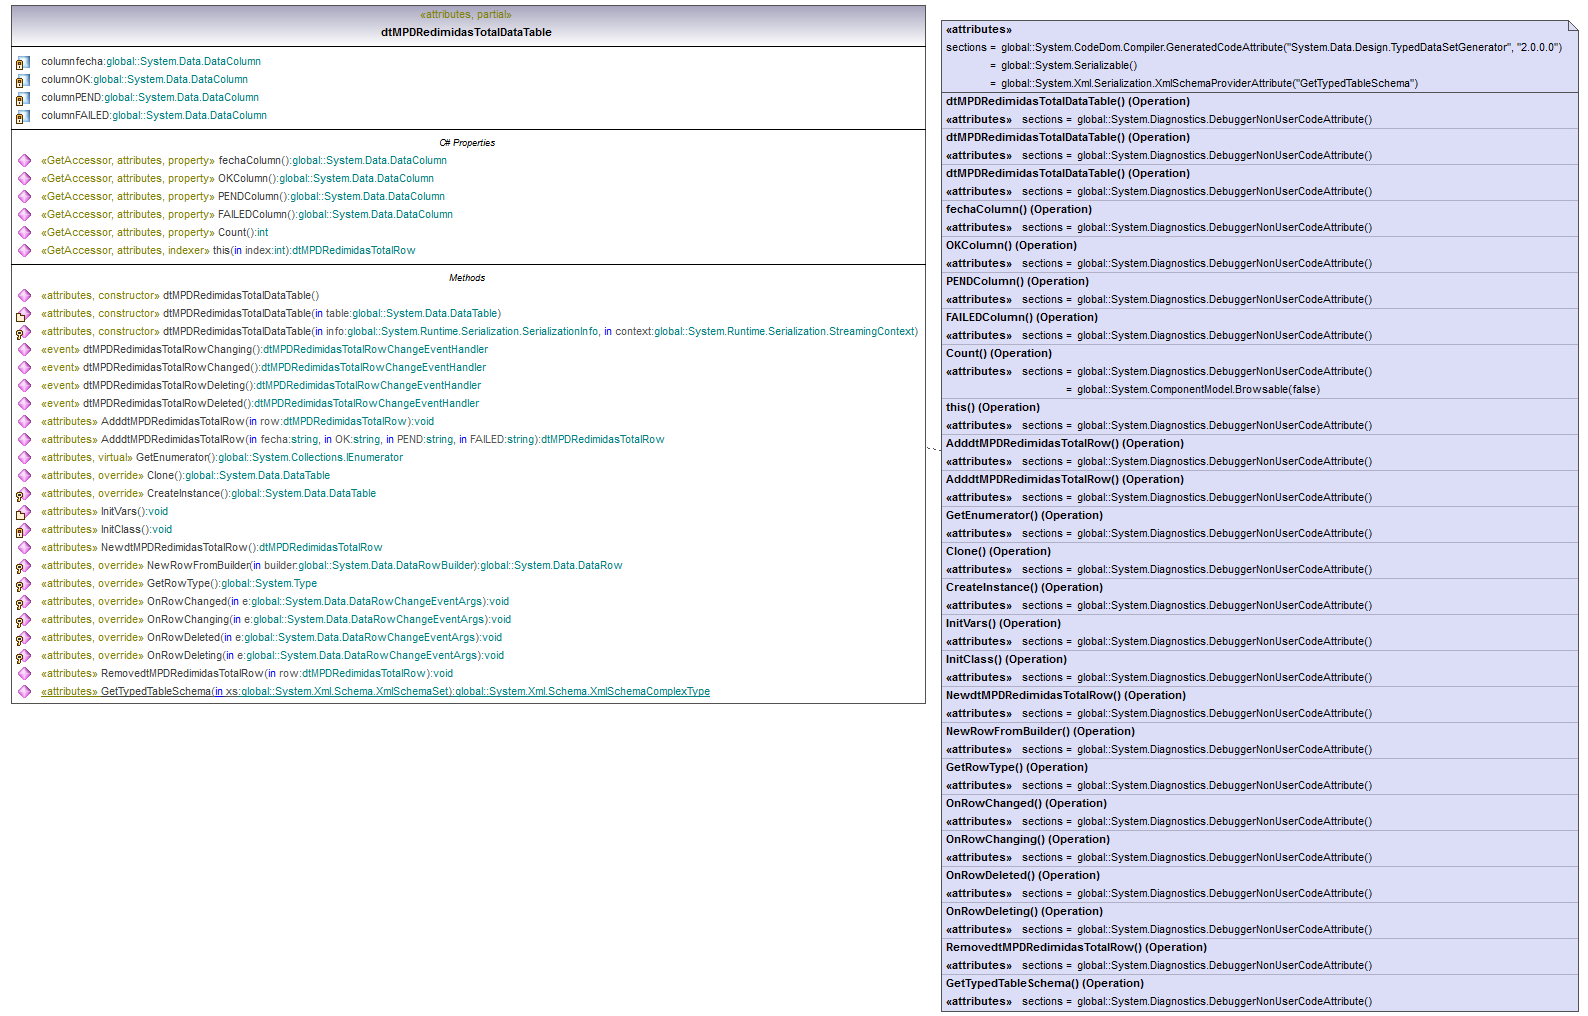 «attributes, partial»
dtMPDRedimidasTotalDataTable
columnfecha:global::System.Data.DataColumn
columnOK:global::System.Data.DataColumn
columnPEND:global::System.Data.DataColumn
columnFAILED:global::System.Data.DataColumn
C# Properties
«GetAccessor, attributes, property» fechaColumn():global::System.Data.DataColumn
«GetAccessor, attributes, property» OKColumn():global::System.Data.DataColumn
«GetAccessor, attributes, property» PENDColumn():global::System.Data.DataColumn
«GetAccessor, attributes, property» FAILEDColumn():global::System.Data.DataColumn
«GetAccessor, attributes, property» Count():int
«GetAccessor, attributes, indexer» this(in index:int):dtMPDRedimidasTotalRow
Methods
«attributes, constructor» dtMPDRedimidasTotalDataTable()
«attributes, constructor» dtMPDRedimidasTotalDataTable(in table:global::System.Data.DataTable)
«attributes, constructor» dtMPDRedimidasTotalDataTable(in info:global::System.Runtime.Serialization.SerializationInfo, in context:global::System.Runtime.Serialization.StreamingContext)
«event» dtMPDRedimidasTotalRowChanging():dtMPDRedimidasTotalRowChangeEventHandler
«event» dtMPDRedimidasTotalRowChanged():dtMPDRedimidasTotalRowChangeEventHandler
«event» dtMPDRedimidasTotalRowDeleting():dtMPDRedimidasTotalRowChangeEventHandler
«event» dtMPDRedimidasTotalRowDeleted():dtMPDRedimidasTotalRowChangeEventHandler
«attributes» AdddtMPDRedimidasTotalRow(in row:dtMPDRedimidasTotalRow):void
«attributes» AdddtMPDRedimidasTotalRow(in fecha:string, in OK:string, in PEND:string, in FAILED:string):dtMPDRedimidasTotalRow
«attributes, virtual» GetEnumerator():global::System.Collections.IEnumerator
«attributes, override» Clone():global::System.Data.DataTable
«attributes, override» CreateInstance():global::System.Data.DataTable
«attributes» InitVars():void
«attributes» InitClass():void
«attributes» NewdtMPDRedimidasTotalRow():dtMPDRedimidasTotalRow
«attributes, override» NewRowFromBuilder(in builder:global::System.Data.DataRowBuilder):global::System.Data.DataRow
«attributes, override» GetRowType():global::System.Type
«attributes, override» OnRowChanged(in e:global::System.Data.DataRowChangeEventArgs):void
«attributes, override» OnRowChanging(in e:global::System.Data.DataRowChangeEventArgs):void
«attributes, override» OnRowDeleted(in e:global::System.Data.DataRowChangeEventArgs):void
«attributes, override» OnRowDeleting(in e:global::System.Data.DataRowChangeEventArgs):void
«attributes» RemovedtMPDRedimidasTotalRow(in row:dtMPDRedimidasTotalRow):void
«attributes» GetTypedTableSchema(in xs:global::System.Xml.Schema.XmlSchemaSet):global::System.Xml.Schema.XmlSchemaComplexType
«attributes»
sections = global::System.CodeDom.Compiler.GeneratedCodeAttribute("System.Data.Design.TypedDataSetGenerator", "2.0.0.0")
= global::System.Serializable()
= global::System.Xml.Serialization.XmlSchemaProviderAttribute("GetTypedTableSchema")
dtMPDRedimidasTotalDataTable() (Operation)
«attributes» sections = global::System.Diagnostics.DebuggerNonUserCodeAttribute()
dtMPDRedimidasTotalDataTable() (Operation)
«attributes» sections = global::System.Diagnostics.DebuggerNonUserCodeAttribute()
dtMPDRedimidasTotalDataTable() (Operation)
«attributes» sections = global::System.Diagnostics.DebuggerNonUserCodeAttribute()
fechaColumn() (Operation)
«attributes» sections = global::System.Diagnostics.DebuggerNonUserCodeAttribute()
OKColumn() (Operation)
«attributes» sections = global::System.Diagnostics.DebuggerNonUserCodeAttribute()
PENDColumn() (Operation)
«attributes» sections = global::System.Diagnostics.DebuggerNonUserCodeAttribute()
FAILEDColumn() (Operation)
«attributes» sections = global::System.Diagnostics.DebuggerNonUserCodeAttribute()
Count() (Operation)
«attributes» sections = global::System.Diagnostics.DebuggerNonUserCodeAttribute()
= global::System.ComponentModel.Browsable(false)
this() (Operation)
«attributes» sections = global::System.Diagnostics.DebuggerNonUserCodeAttribute()
AdddtMPDRedimidasTotalRow() (Operation)
«attributes» sections = global::System.Diagnostics.DebuggerNonUserCodeAttribute()
AdddtMPDRedimidasTotalRow() (Operation)
«attributes» sections = global::System.Diagnostics.DebuggerNonUserCodeAttribute()
GetEnumerator() (Operation)
«attributes» sections = global::System.Diagnostics.DebuggerNonUserCodeAttribute()
Clone() (Operation)
«attributes» sections = global::System.Diagnostics.DebuggerNonUserCodeAttribute()
CreateInstance() (Operation)
«attributes» sections = global::System.Diagnostics.DebuggerNonUserCodeAttribute()
InitVars() (Operation)
«attributes» sections = global::System.Diagnostics.DebuggerNonUserCodeAttribute()
InitClass() (Operation)
«attributes» sections = global::System.Diagnostics.DebuggerNonUserCodeAttribute()
NewdtMPDRedimidasTotalRow() (Operation)
«attributes» sections = global::System.Diagnostics.DebuggerNonUserCodeAttribute()
NewRowFromBuilder() (Operation)
«attributes» sections = global::System.Diagnostics.DebuggerNonUserCodeAttribute()
GetRowType() (Operation)
«attributes» sections = global::System.Diagnostics.DebuggerNonUserCodeAttribute()
OnRowChanged() (Operation)
«attributes» sections = global::System.Diagnostics.DebuggerNonUserCodeAttribute()
OnRowChanging() (Operation)
«attributes» sections = global::System.Diagnostics.DebuggerNonUserCodeAttribute()
OnRowDeleted() (Operation)
«attributes» sections = global::System.Diagnostics.DebuggerNonUserCodeAttribute()
OnRowDeleting() (Operation)
«attributes» sections = global::System.Diagnostics.DebuggerNonUserCodeAttribute()
RemovedtMPDRedimidasTotalRow() (Operation)
«attributes» sections = global::System.Diagnostics.DebuggerNonUserCodeAttribute()
GetTypedTableSchema() (Operation)
«attributes» sections = global::System.Diagnostics.DebuggerNonUserCodeAttribute()